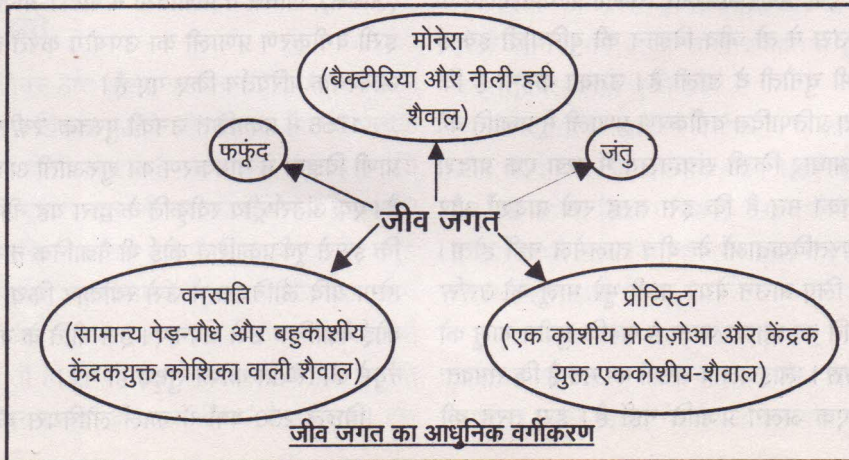 मोनेरा
(बैक्टीरिया और नीली-हरी
शैवाल)
फफूंद
जंतु
जीव जगत
वनस्पति
(सामान्य पेड़-पौधे और बहुकोशीय
केंद्रकयुक्त कोशिका वाली शैवाल)
प्रोटिस्टा
(एक कोशीय प्रोटोज़ोआ और केंद्रक
युक्त एककोशीय-शैवाल)
जीव जगत का आधुनिक वर्गीकरण